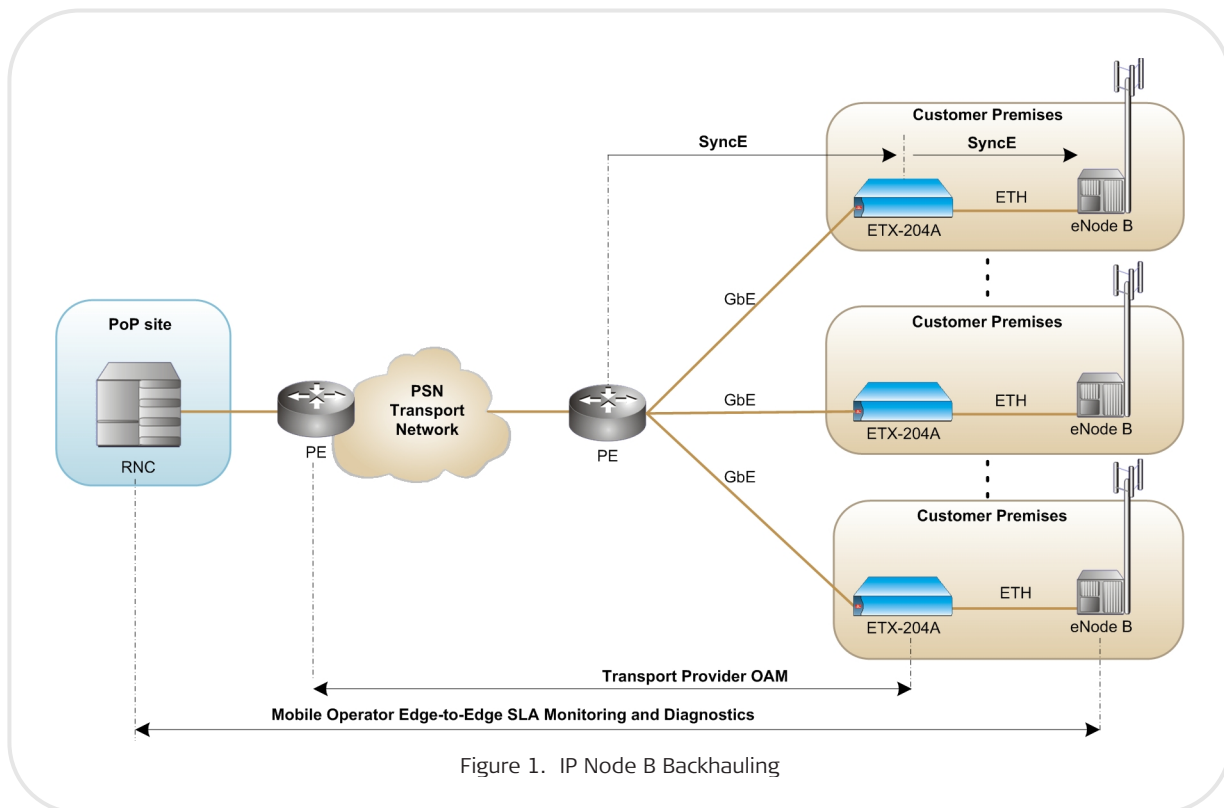 Customer Premises
SyncE
SyncE
ETH
ETX-204A
eNode B
GbE
PoP site
Customer Premises
PSN
Transport
Network
GbE
ETH
ETX-204A
eNode B
RNC
PE
PE
GbE
Customer Premises
ETH
ETX-204A
eNode B
Transport Provider OAM
Mobile Operator Edge-to-Edge SLA Monitoring and Diagnostics
Figure 1. IP Node B Backhauling